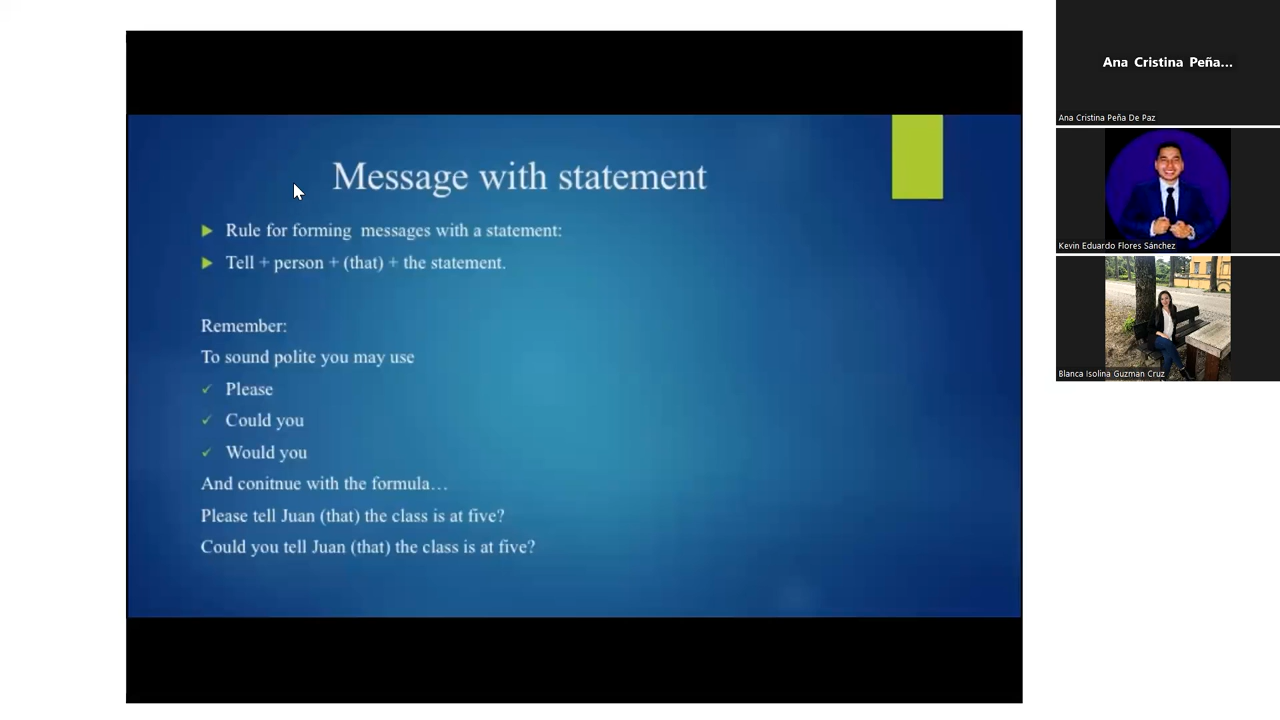 Message with statement
Rule for forming messages with a statement:
Tell + person + (that) + the statement.
Remember:
To sound polite you may use
Please
Could you
Would you
And conitnue with the formula…
Please tell Juan (that) the class is at five?
Could you tell Juan (that) the class is at five?
Ana Cristina Peña...
Ana Cristina Peña De Paz
Kevin Eduardo Flores Sánchez
Blanca Isolina Guzman Cruz